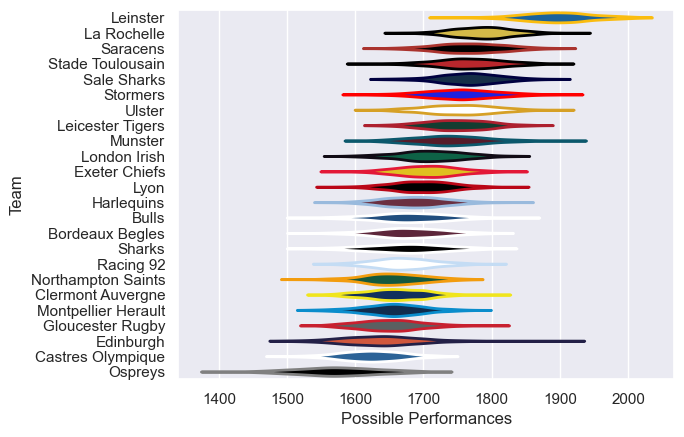 Leinster
La Rochelle
Saracens
Stade Toulousain
Sale Sharks
Stormers
Ulster
Leicester Tigers
Munster
London Irish
Exeter Chiefs
Lyon
Harlequins
Bulls
Bordeaux Begles
Sharks
Racing 92
Northampton Saints
Clermont Auvergne
Montpellier Herault
Gloucester Rugby
Edinburgh
Castres Olympique
Ospreys
Team
1400 1500 1600 1700 1800 1900 2000
Possible Performances